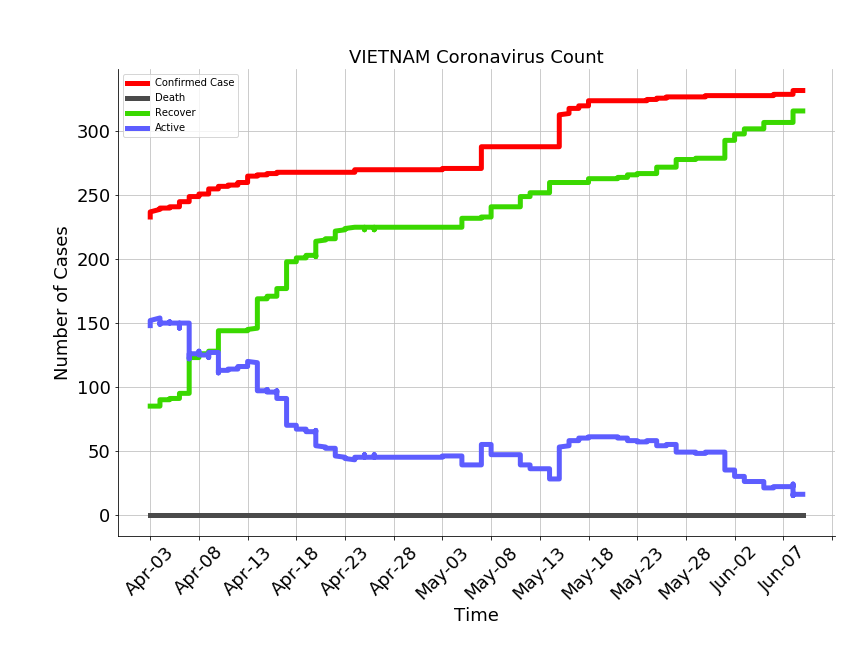 VIETNAM Coronavirus Count
Confirmed Case
Death
Recover
Active
300
250
200
150
100
50
0
Number of Cases
Apr-03
Apr-08
Apr-13
Apr-18
Apr-23
Apr-28
May-03
May-08
May-13
May-18
May-23
May-28
Jun-02
Jun-07
Time